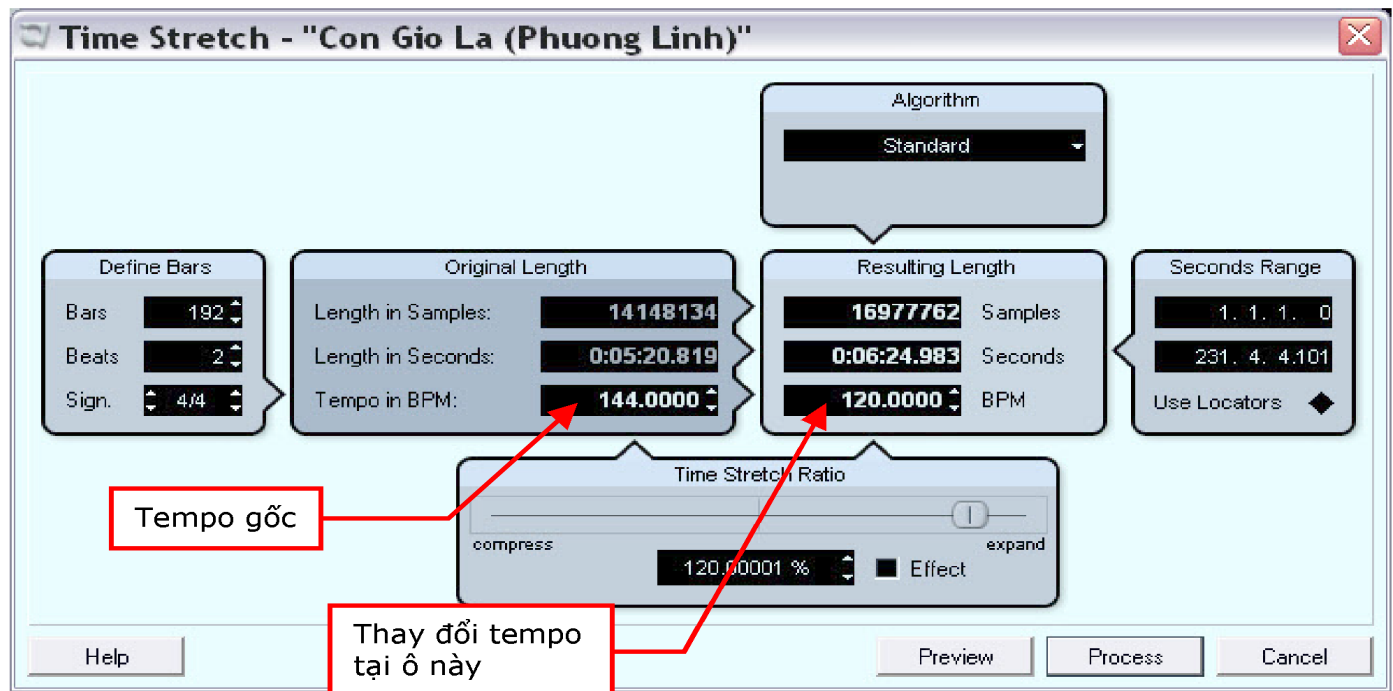 Time Stretch - "Con Gio La (Phuong Linh)"
Algorithm
Standard
Define Bars
Bars 192
Beats 2
Sign. 4/4
Original Length
Length in Samples: 14148134
Length in Seconds: 0:05:20.819
Tempo in BPM: 144.0000
Resulting Length
16977762 Samples
0:06:24.983 Seconds
120.0000 BPM
Seconds Range
1. 1. 1. 0
231. 4. 4.101
Use Locators
Time Stretch Ratio
compress
expand
120.00001 %
Effect
Tempo gốc
Thay đổi tempo
tại ô này
Help
Preview
Process
Cancel